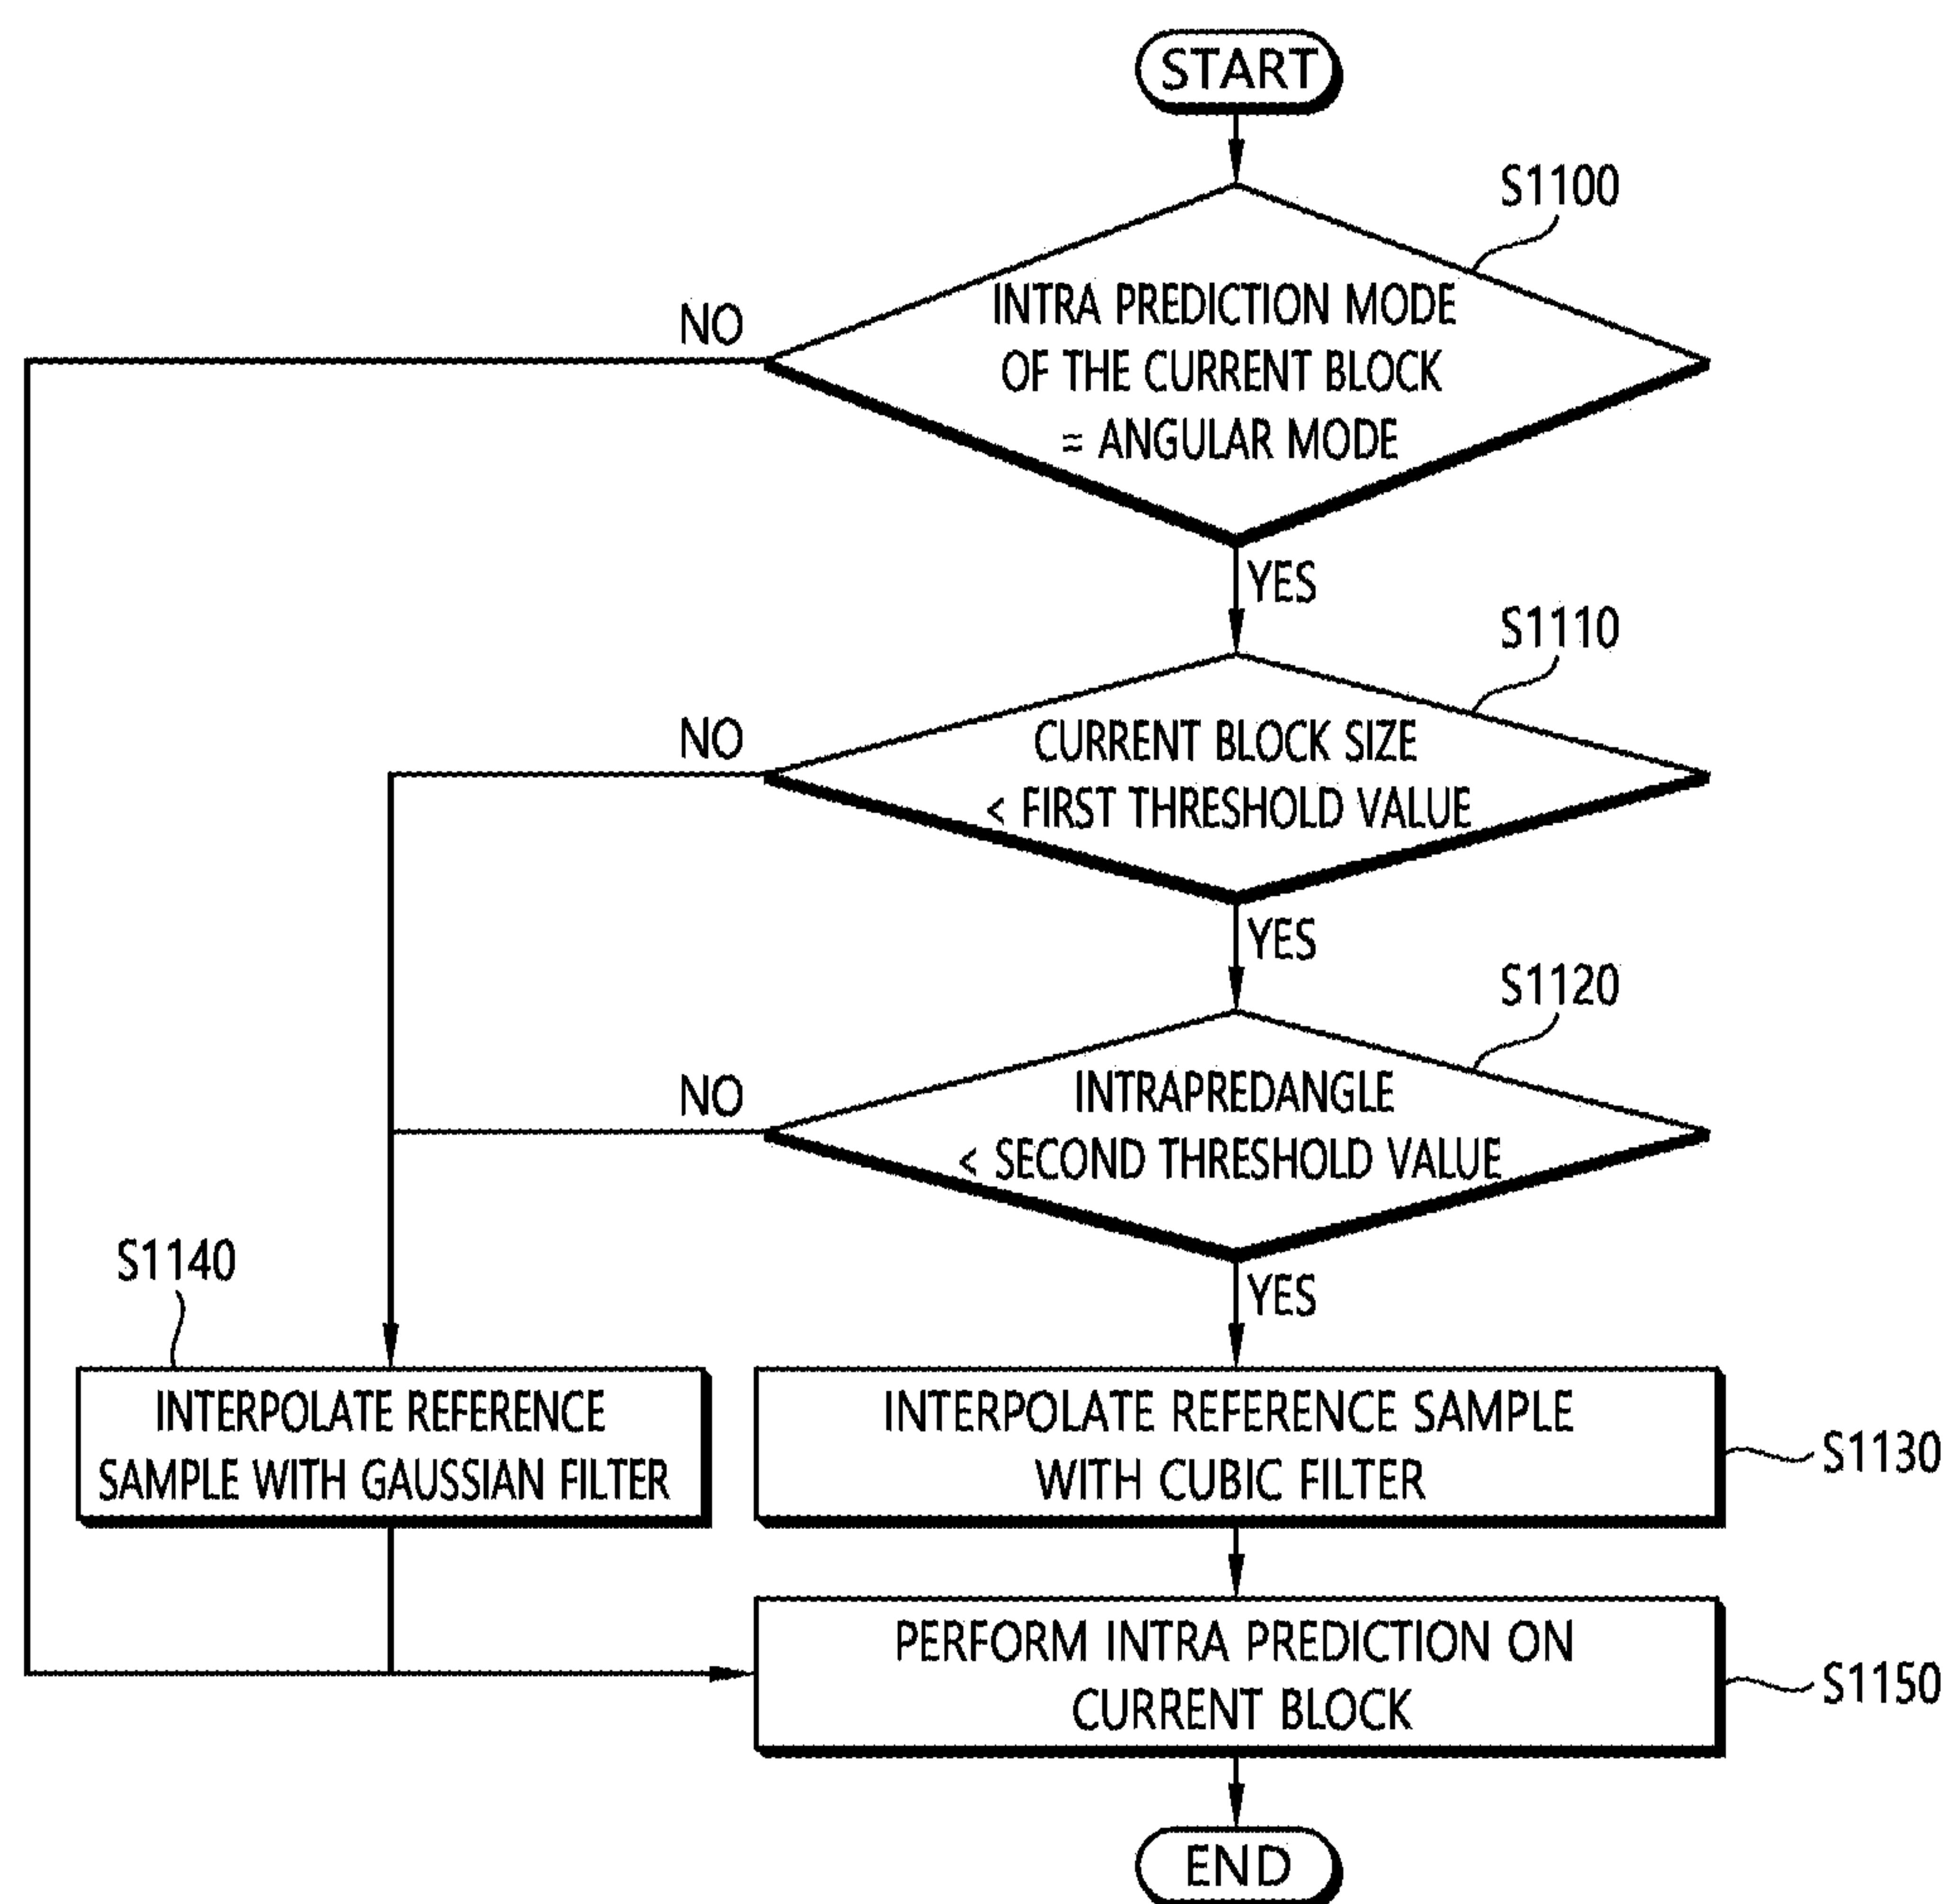 START
S1100
INTRA PREDICTION MODE
OF THE CURRENT BLOCK
= ANGULAR MODE
NO
YES
S1110
CURRENT BLOCK SIZE
< FIRST THRESHOLD VALUE
NO
YES
S1120
INTRAPREDANGLE
< SECOND THRESHOLD VALUE
NO
YES
S1140
INTERPOLATE REFERENCE
SAMPLE WITH GAUSSIAN FILTER
INTERPOLATE REFERENCE SAMPLE
WITH CUBIC FILTER
S1130
PERFORM INTRA PREDICTION ON
CURRENT BLOCK
S1150
END